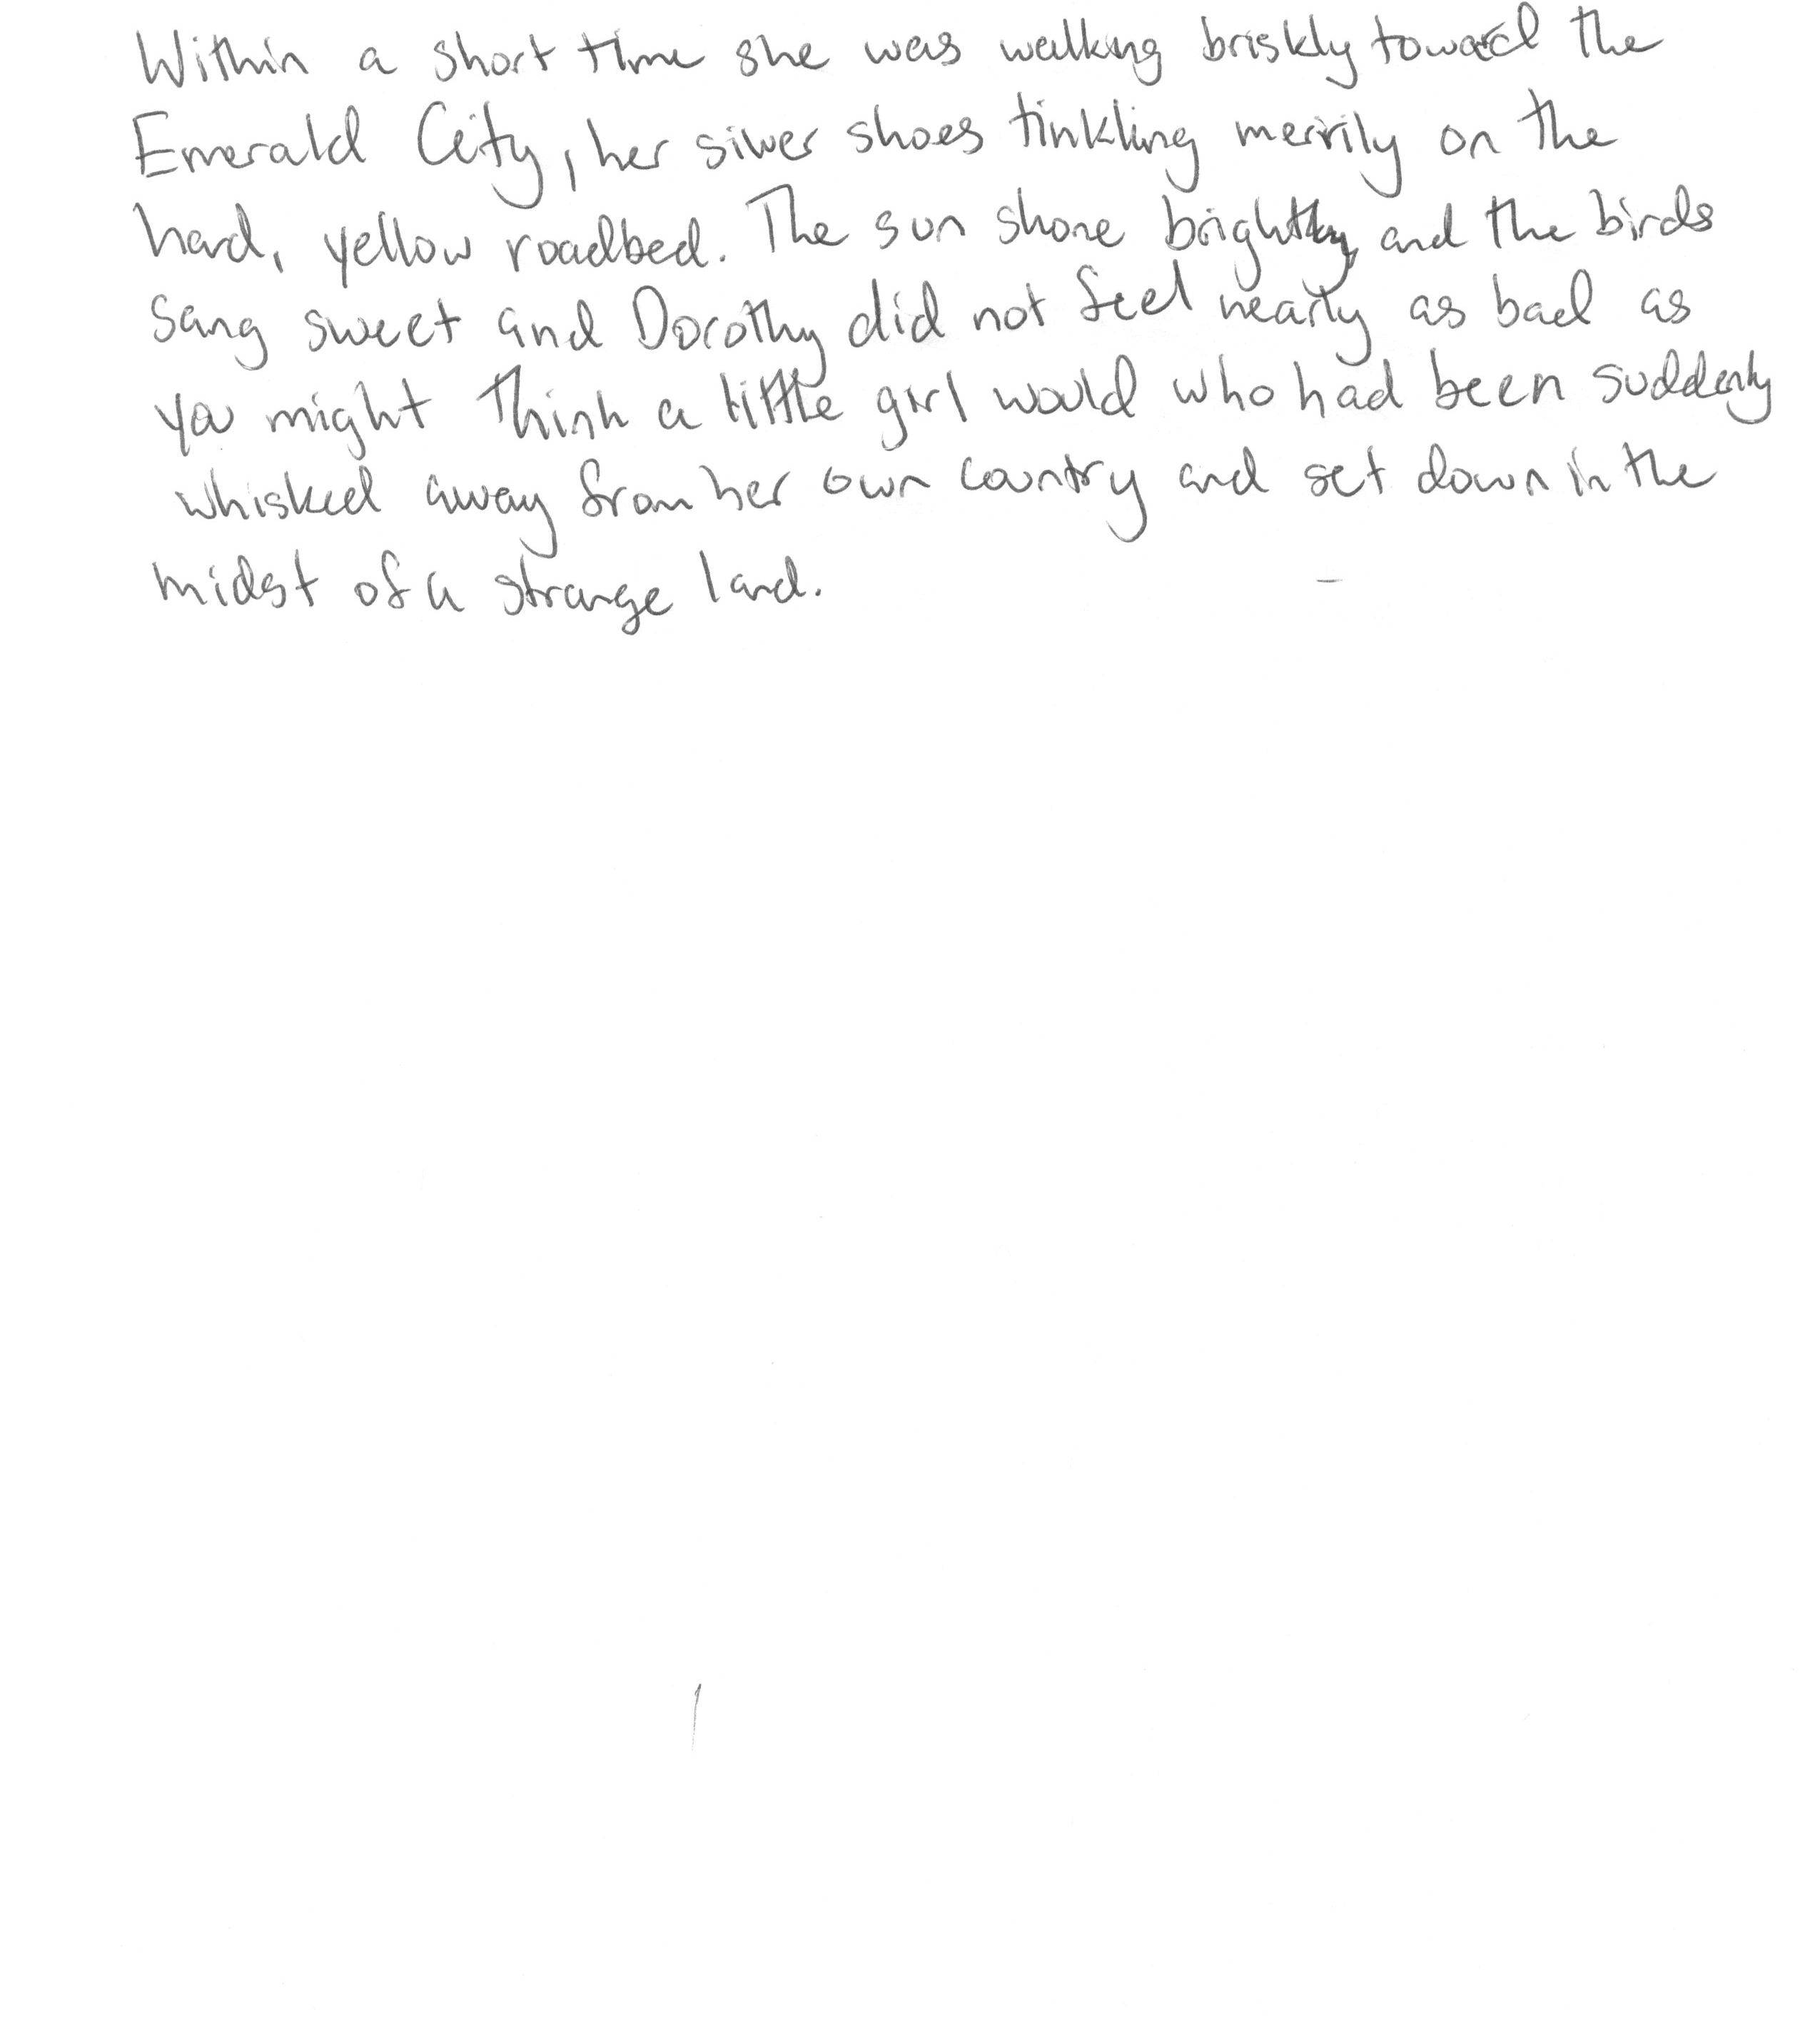 Within a short time she was walking briskly toward the
Emerald City, her silver shoes tinkling merrily on the
hard, yellow roadbed. The sun shone brightly and the birds
sang sweet and Dorothy did not feel nearly as bad as
you might think a little girl would who had been suddenly
whisked away from her own country and set down in the
midst of a strange land.